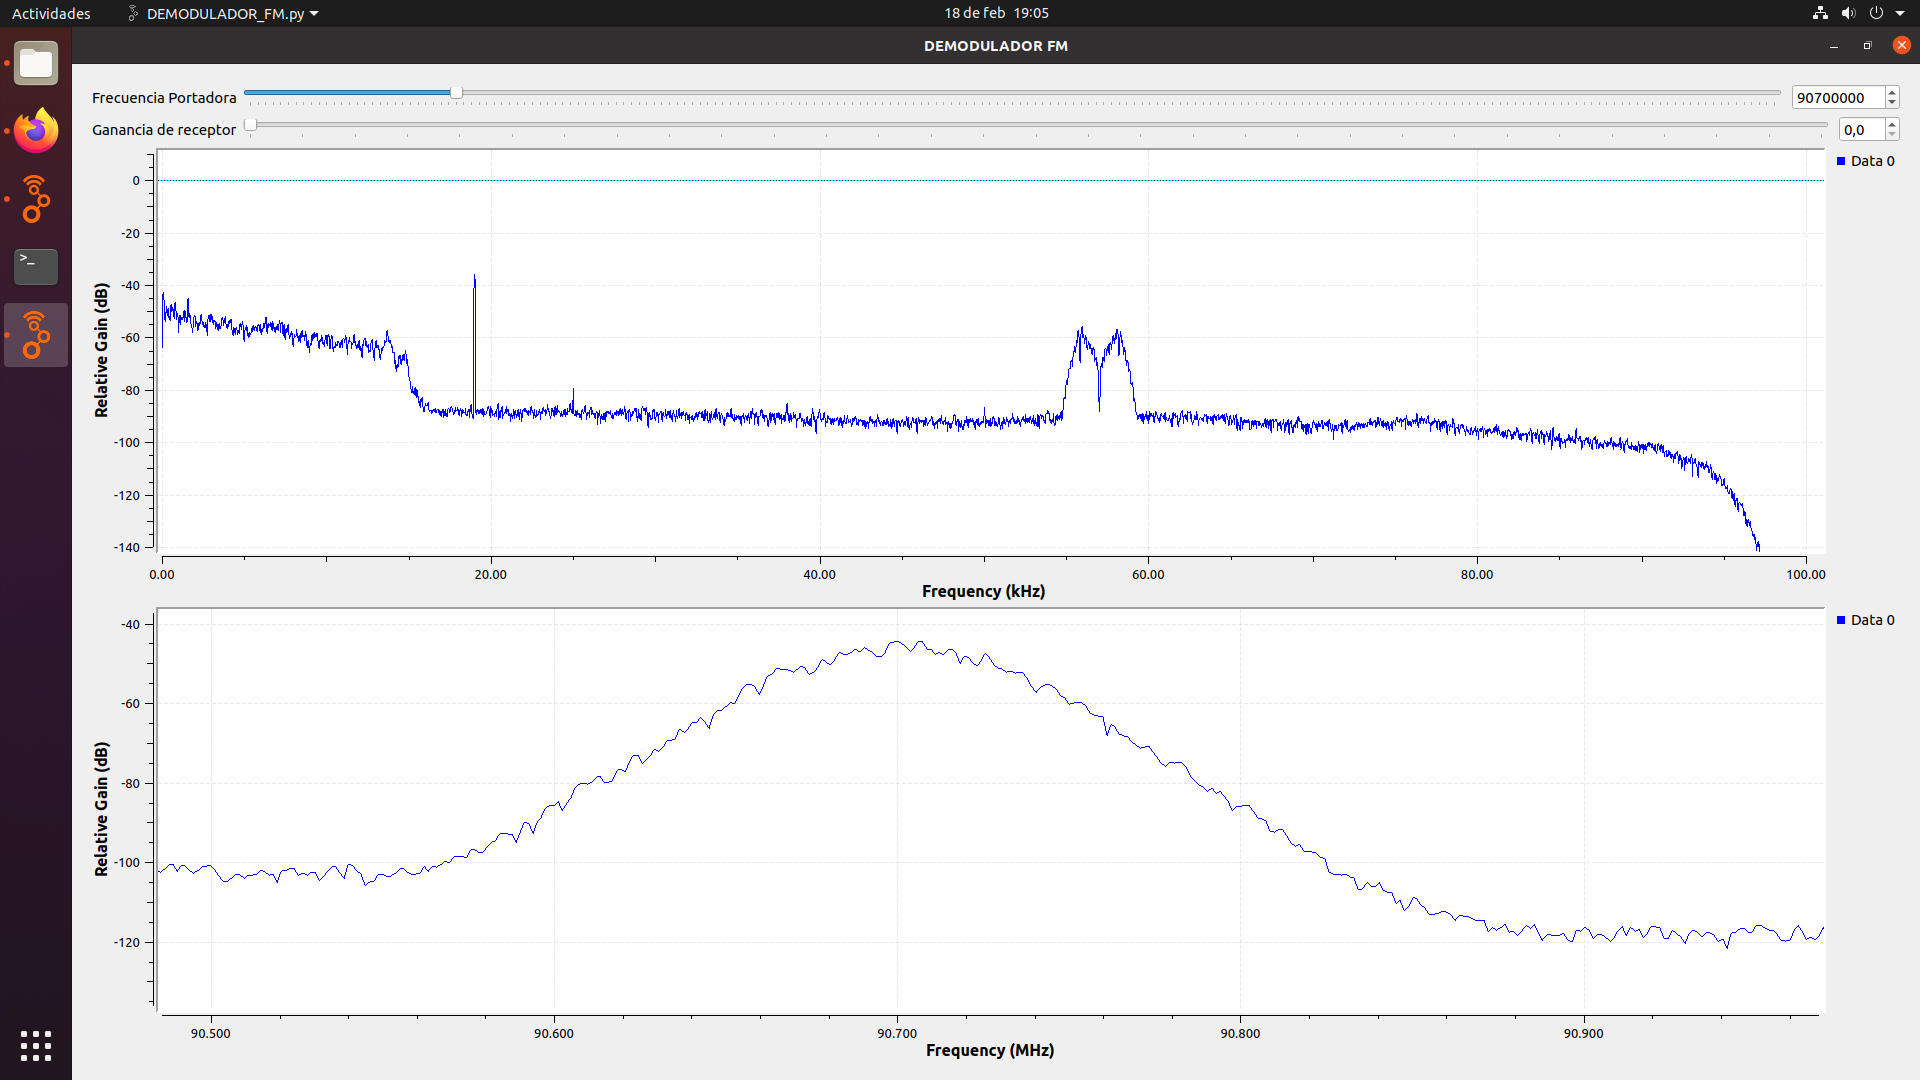 Actividades DEMODULADOR_FM.py 18 de feb 19:05
DEMODULADOR FM
Frecuencia Portadora 90700000
Ganancia de receptor 0,0
Data 0
Relative Gain (dB)
0
-20
-40
-60
-80
-100
-120
-140
0.00 20.00 40.00 60.00 80.00 100.00
Frequency (kHz)
Data 0
Relative Gain (dB)
-40
-60
-80
-100
-120
90.500 90.600 90.700 90.800 90.900
Frequency (MHz)
>_